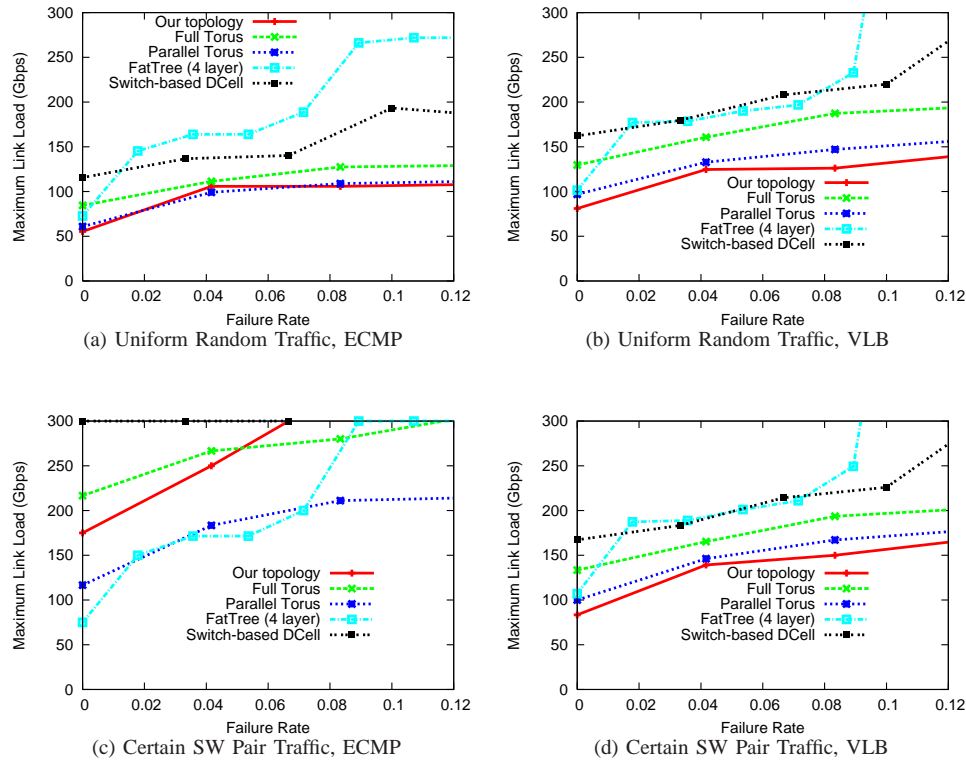 Maximum Link Load (Gbps)
300
250
200
150
100
50
0
0 0.02 0.04 0.06 0.08 0.1 0.12
Failure Rate
Our topology
Full Torus
Parallel Torus
FatTree (4 layer)
Switch-based DCell
(a) Uniform Random Traffic, ECMP
Maximum Link Load (Gbps)
300
250
200
150
100
50
0
0 0.02 0.04 0.06 0.08 0.1 0.12
Failure Rate
Our topology
Full Torus
Parallel Torus
FatTree (4 layer)
Switch-based DCell
(b) Uniform Random Traffic, VLB
Maximum Link Load (Gbps)
300
250
200
150
100
50
0
0 0.02 0.04 0.06 0.08 0.1 0.12
Failure Rate
Our topology
Full Torus
Parallel Torus
FatTree (4 layer)
Switch-based DCell
(c) Certain SW Pair Traffic, ECMP
Maximum Link Load (Gbps)
300
250
200
150
100
50
0
0 0.02 0.04 0.06 0.08 0.1 0.12
Failure Rate
Our topology
Full Torus
Parallel Torus
FatTree (4 layer)
Switch-based DCell
(d) Certain SW Pair Traffic, VLB